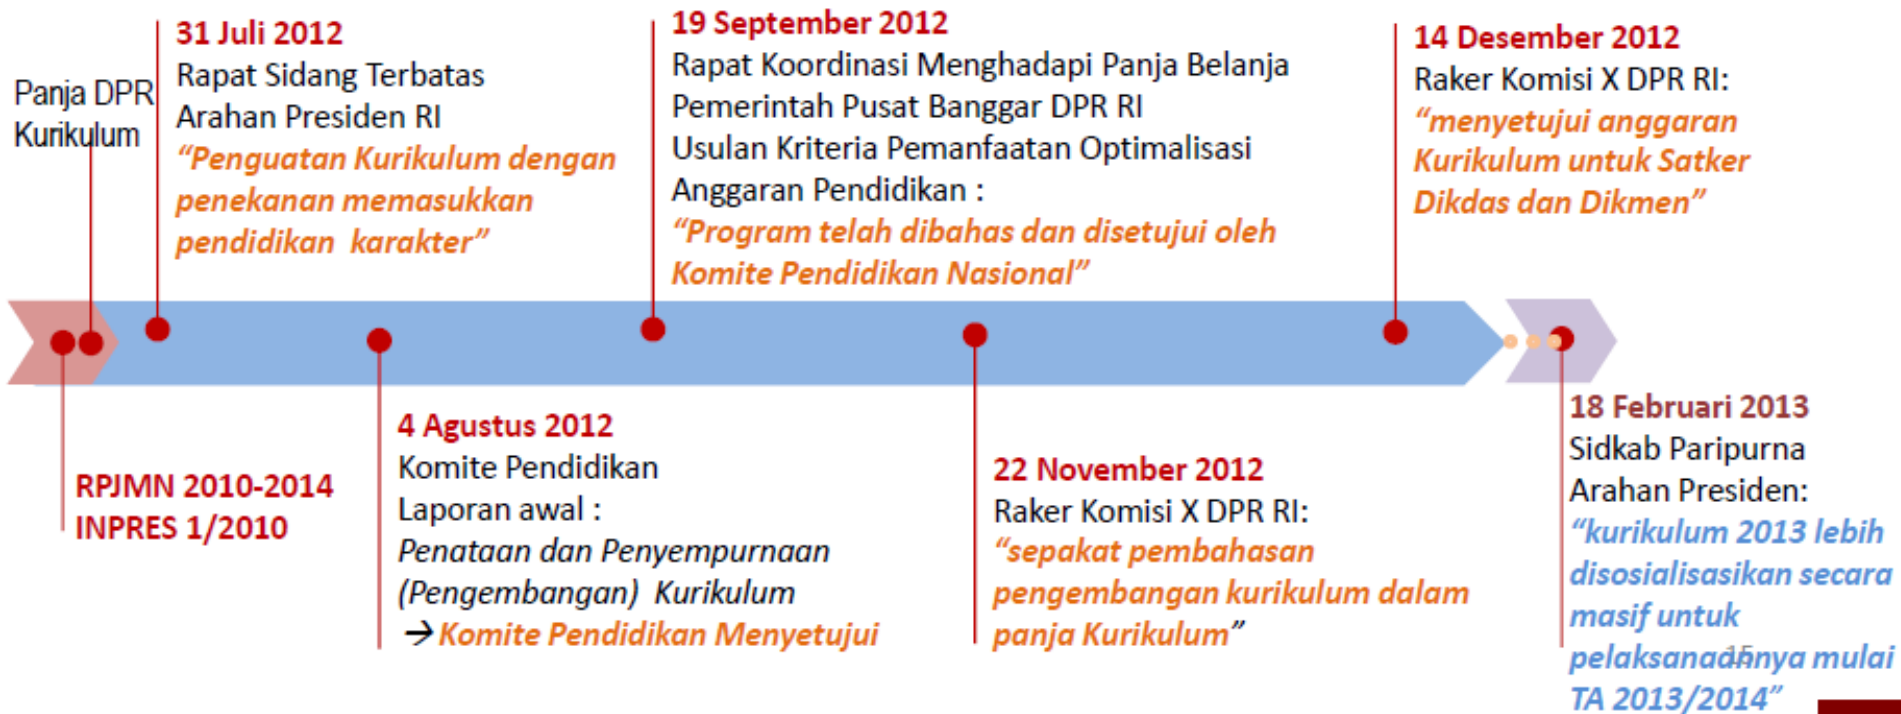 Panja DPR
Kurikulum
31 Juli 2012
Rapat Sidang Terbatas
Arahan Presiden RI
“Penguatan Kurikulum dengan
penekanan memasukkan
pendidikan karakter”
19 September 2012
Rapat Koordinasi Menghadapi Panja Belanja
Pemerintah Pusat Banggar DPR RI
Usulan Kriteria Pemanfaatan Optimalisasi
Anggaran Pendidikan :
“Program telah dibahas dan disetujui oleh
Komite Pendidikan Nasional”
14 Desember 2012
Raker Komisi X DPR RI:
“menyetujui anggaran
Kurikulum untuk Satker
Dikdas dan Dikmen”
RPJMN 2010-2014
INPRES 1/2010
4 Agustus 2012
Komite Pendidikan
Laporan awal :
Penataan dan Penyempurnaan
(Pengembangan) Kurikulum
→ Komite Pendidikan Menyetujui
22 November 2012
Raker Komisi X DPR RI:
“sepakat pembahasan
pengembangan kurikulum dalam
panja Kurikulum”
18 Februari 2013
Sidkab Paripurna
Arahan Presiden:
“kurikulum 2013 lebih
disosialisasikan secara
masif untuk
pelaksanaannya mulai
TA 2013/2014”
15